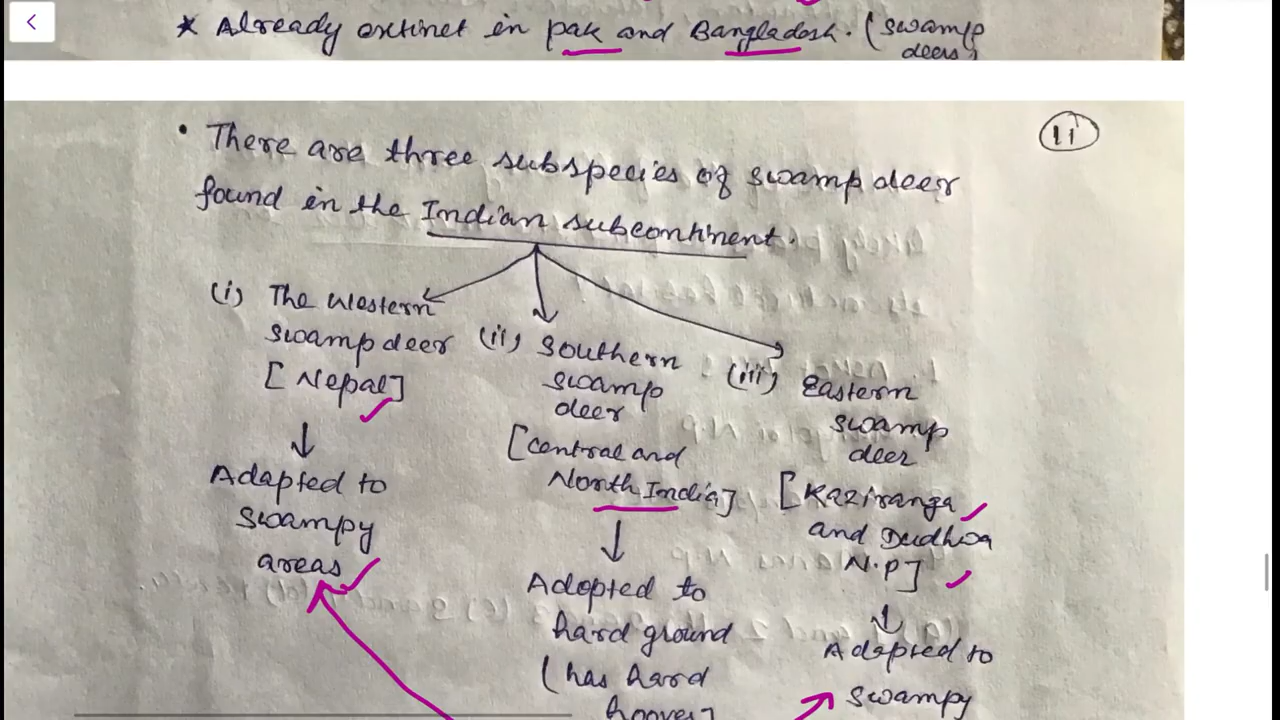 * Already extinct in pak and Bangladesh. (swamp
deers)
11
• There are three subspecies of swamp deer
found in the Indian subcontinent.
(i) The Western
swamp deer
[Nepal]
↓
Adapted to
swampy
areas
(ii) Southern
swamp
deer
[central and
North India]
↓
Adopted to
hard ground
(has hard
hooves]
(iii) Eastern
swamp
deer
[Kaziranga
and Dudhwa
N.P]
↓
Adapted to
swampy